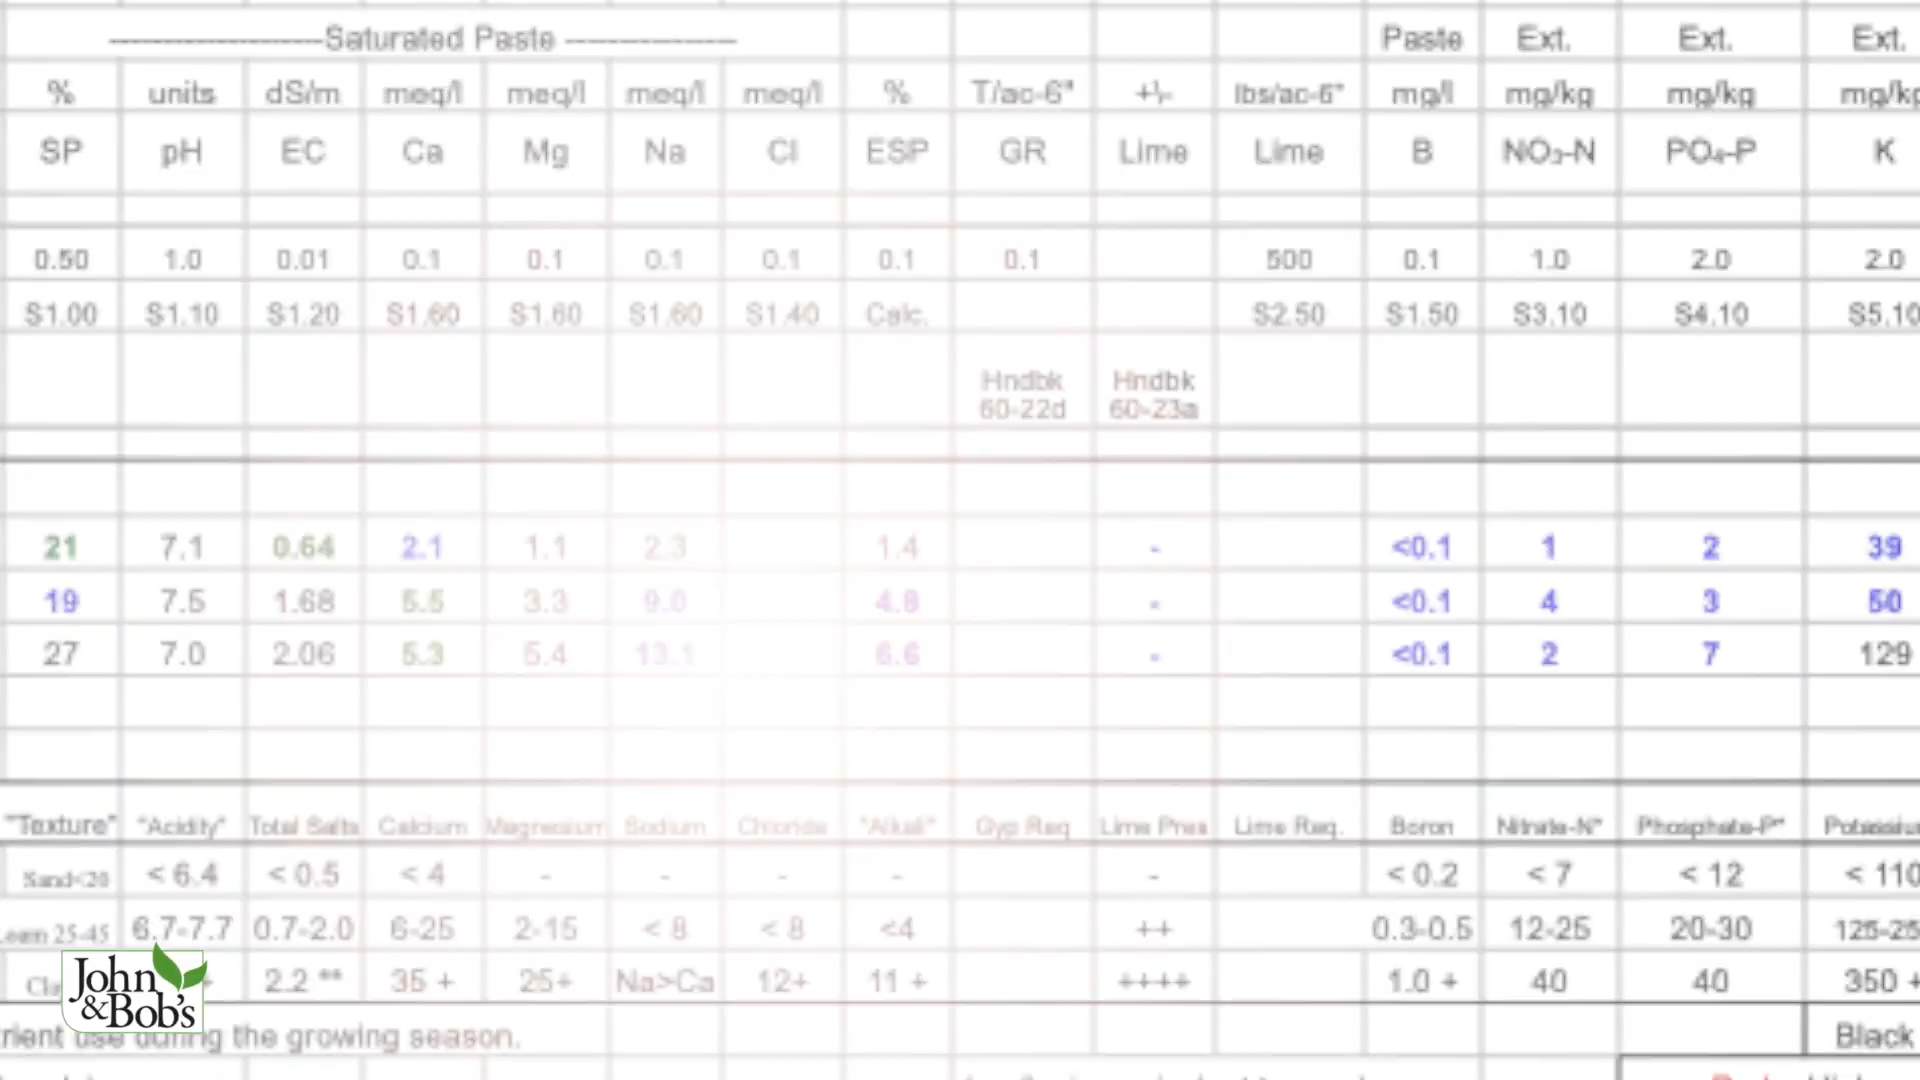 Saturated Paste Paste Ext. Ext. Ext.
% units dS/m meq/l meq/l meq/l meq/l % T/ac-6" +/- lbs/ac-6" mg/l mg/kg mg/kg mg/kg
SP pH EC Ca Mg Na Cl ESP GR Lime Lime B NO₃-N PO₄-P K
0.50 1.0 0.01 0.1 0.1 0.1 0.1 0.1 0.1 500 0.1 1.0 2.0 2.0
$1.00 $1.10 $1.20 $1.60 $1.60 $1.60 $1.40 Calc. $2.50 $1.50 $3.10 $4.10 $5.10
Hndbk Hndbk
60-22d 60-23a
21 7.1 0.64 2.1 1.1 2.3 1.4 - <0.1 1 2 39
19 7.5 1.68 5.5 3.3 9.0 4.8 - <0.1 4 3 50
27 7.0 2.06 5.3 5.4 13.1 6.6 - <0.1 2 7 129
"Texture" "Acidity" Total Salts Calcium Magnesium Sodium Chloride "Alkali" Gyp Req Lime Pres Lime Req. Boron Nitrate-N* Phosphate-P*
Sand<20 < 6.4 < 0.5 < 4 - - - - - < 0.2 < 7 < 12 < 110
25-45 6.7-7.7 0.7-2.0 6-25 2-15 < 8 < 8 <4 ++ 0.3-0.5 12-25 20-30
2.2 ** 35 + 25+ Na>Ca 12+ 11 + ++++ 1.0 + 40 40 350 +
John
&Bob's
use during the growing season. Black